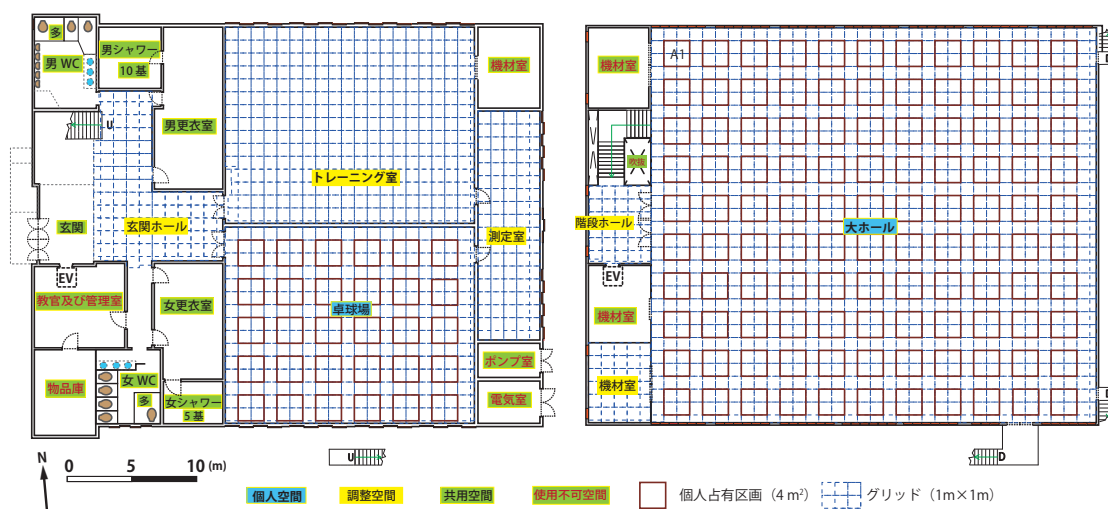 多
男 WC
男シャワー
10 基
機材室
U
男更衣室
トレーニング室
玄関
玄関ホール
測定室
EV
教官及び管理室
女更衣室
卓球場
ポンプ室
物品庫
女 WC
多
女シャワー
5 基
電気室
A1
機材室
D
吹抜
階段ホール
大ホール
EV
機材室
機材室
D
N
0 5 10 (m)
U
D
個人空間
調整空間
共用空間
使用不可空間
個人占有区画（4 m²）
グリッド（1m×1m）